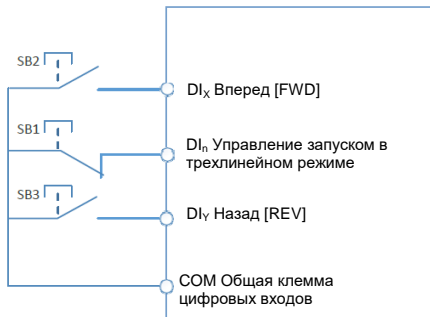 SB2
DIX Вперед [FWD]
SB1
DIn Управление запуском в
трехлинейном режиме
SB3
DIY Назад [REV]
COM Общая клемма
цифровых входов